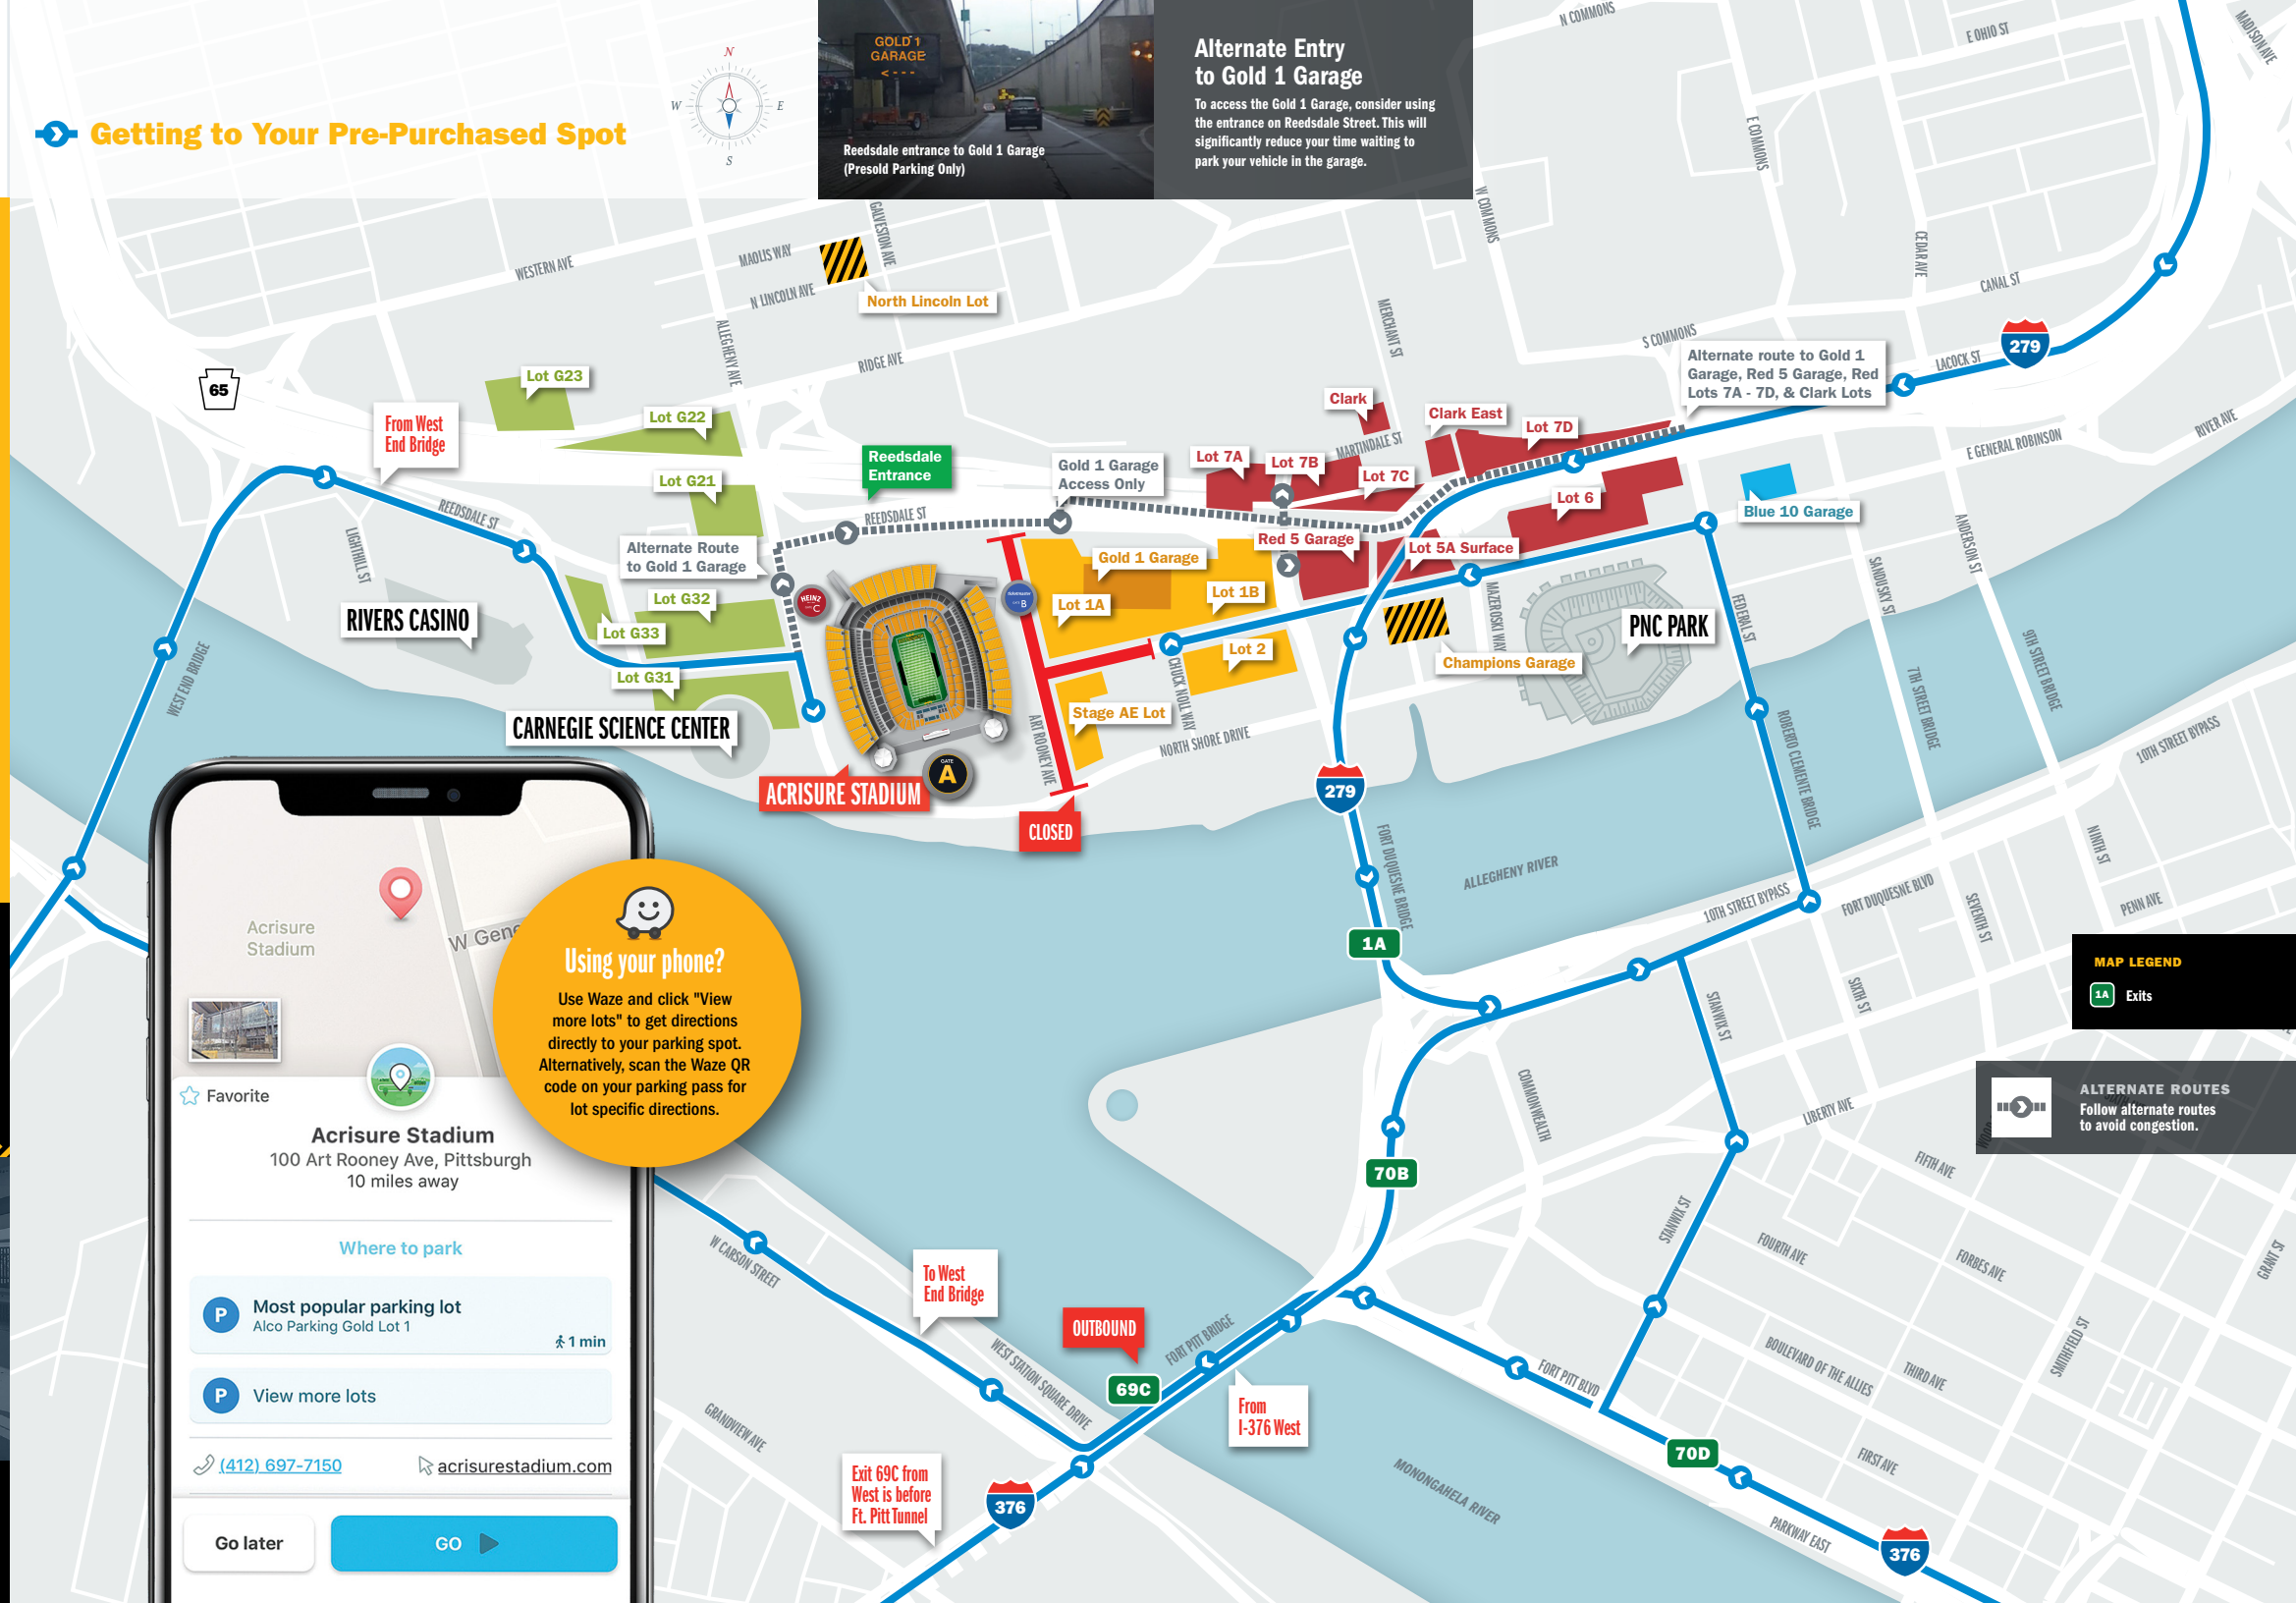 Getting to Your Pre-Purchased Spot
N
W
E
S
GOLD 1
GARAGE
<---
Reedsdale entrance to Gold 1 Garage
(Presold Parking Only)
Alternate Entry
to Gold 1 Garage
To access the Gold 1 Garage, consider using
the entrance on Reedsdale Street. This will
significantly reduce your time waiting to
park your vehicle in the garage.
N COMMONS
E OHIO ST
MADISON AVE
E COMMONS
W COMMONS
CEDAR AVE
CANAL ST
S COMMONS
LACOCK ST
279
RIVER AVE
E GENERAL ROBINSON
GALVESTON AVE
MAOLIS WAY
WESTERN AVE
N LINCOLN AVE
North Lincoln Lot
ALLEGHENY AVE
RIDGE AVE
MERCHANT ST
Alternate route to Gold 1
Garage, Red 5 Garage, Red
Lots 7A - 7D, & Clark Lots
65
Lot G23
Lot G22
From West
End Bridge
Lot G21
Reedsdale
Entrance
Gold 1 Garage
Access Only
Clark
Clark East
Lot 7D
MARTINDALE ST
Lot 7A
Lot 7B
Lot 7C
Lot 6
Blue 10 Garage
REEDSDALE ST
REEDSDALE ST
LIGHTHILL ST
Alternate Route
to Gold 1 Garage
Red 5 Garage
Lot 5A Surface
Gold 1 Garage
Lot 1A
Lot 1B
Lot G32
Lot G33
HEINZ
C
B
RIVERS CASINO
Lot G31
CARNEGIE SCIENCE CENTER
Lot 2
Champions Garage
MAZEROSKI WAY
PNC PARK
FEDERAL ST
SANDUSKY ST
ANDERSON ST
9TH STREET BRIDGE
7TH STREET BRIDGE
ROBERTO CLEMENTE BRIDGE
10TH STREET BYPASS
WEST END BRIDGE
Stage AE Lot
CHUCK NOLL WAY
NORTH SHORE DRIVE
ART ROONEY AVE
GATE
A
ACRISURE STADIUM
CLOSED
279
FORT DUQUESNE BRIDGE
ALLEGHENY RIVER
10TH STREET BYPASS
FORT DUQUESNE BLVD
NINTH ST
PENN AVE
SEVENTH ST
SIXTH ST
STANWIX ST
1A
MAP LEGEND
1A
Exits
ALTERNATE ROUTES
Follow alternate routes
to avoid congestion.
COMMONWEALTH
LIBERTY AVE
FIFTH AVE
70B
STANWIX ST
FOURTH AVE
FORBES AVE
GRANT ST
SMITHFIELD ST
BOULEVARD OF THE ALLIES
THIRD AVE
FIRST AVE
FORT PITT BLVD
70D
PARKWAY EAST
376
MONONGAHELA RIVER
Acrisure
Stadium
W Gene
Using your phone?
Use Waze and click "View
more lots" to get directions
directly to your parking spot.
Alternatively, scan the Waze QR
code on your parking pass for
lot specific directions.
Favorite
Acrisure Stadium
100 Art Rooney Ave, Pittsburgh
10 miles away
Where to park
P
Most popular parking lot
Alco Parking Gold Lot 1
1 min
P
View more lots
(412) 697-7150
acrisurestadium.com
Go later
GO
W CARSON STREET
To West
End Bridge
OUTBOUND
FORT PITT BRIDGE
69C
WEST STATION SQUARE DRIVE
From
I-376 West
GRANDVIEW AVE
Exit 69C from
West is before
Ft. Pitt Tunnel
376